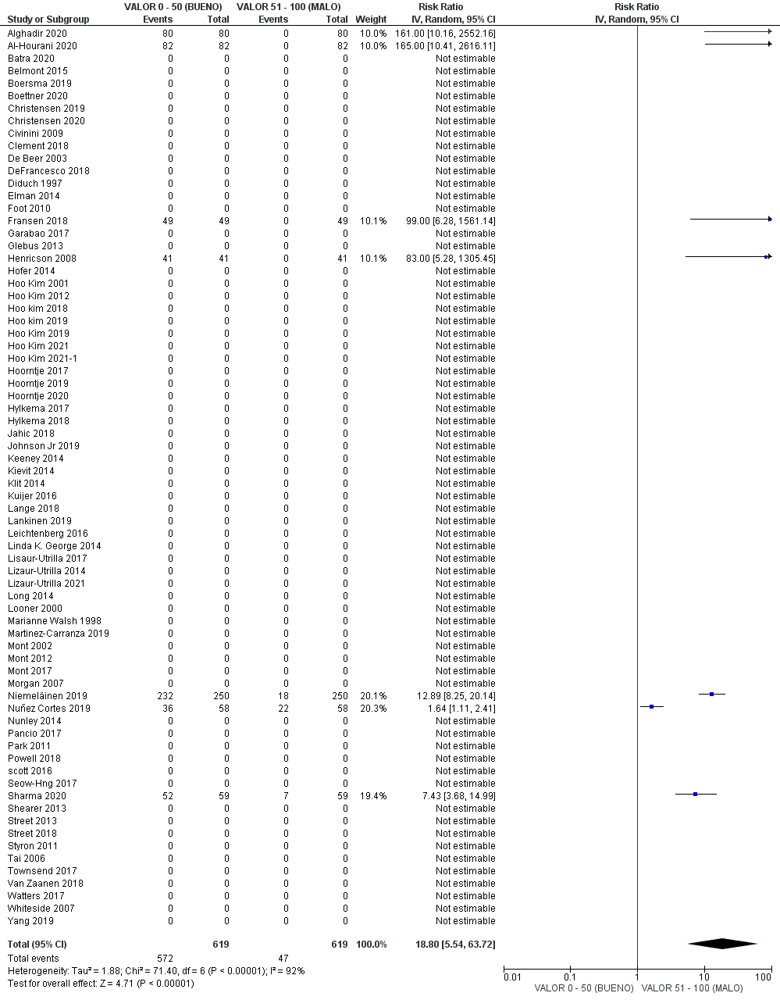 VALOR 0 - 50 (BUENO) VALOR 51 - 100 (MALO) Risk Ratio Risk Ratio
Study or Subgroup Events Total Events Total Weight IV, Random, 95% CI IV, Random, 95% CI
Alghadir 2020 80 80 0 80 10.0% 161.00 [10.16, 2552.16]
Al-Hourani 2020 82 82 0 82 10.0% 165.00 [10.41, 2616.11]
Batra 2020 0 0 0 0 Not estimable
Belmont 2015 0 0 0 0 Not estimable
Boersma 2019 0 0 0 0 Not estimable
Boettner 2020 0 0 0 0 Not estimable
Christensen 2019 0 0 0 0 Not estimable
Christensen 2020 0 0 0 0 Not estimable
Civinini 2009 0 0 0 0 Not estimable
Clement 2018 0 0 0 0 Not estimable
De Beer 2003 0 0 0 0 Not estimable
DeFrancesco 2018 0 0 0 0 Not estimable
Diduch 1997 0 0 0 0 Not estimable
Elman 2014 0 0 0 0 Not estimable
Foot 2010 0 0 0 0 Not estimable
Fransen 2018 49 49 0 49 10.1% 99.00 [6.28, 1561.14]
Garabao 2017 0 0 0 0 Not estimable
Glebus 2013 0 0 0 0 Not estimable
Henricson 2008 41 41 0 41 10.1% 83.00 [5.28, 1305.45]
Hofer 2014 0 0 0 0 Not estimable
Hoo Kim 2001 0 0 0 0 Not estimable
Hoo Kim 2012 0 0 0 0 Not estimable
Hoo kim 2018 0 0 0 0 Not estimable
Hoo kim 2019 0 0 0 0 Not estimable
Hoo Kim 2019 0 0 0 0 Not estimable
Hoo Kim 2021 0 0 0 0 Not estimable
Hoo Kim 2021-1 0 0 0 0 Not estimable
Hoorntje 2017 0 0 0 0 Not estimable
Hoorntje 2019 0 0 0 0 Not estimable
Hoorntje 2020 0 0 0 0 Not estimable
Hylkema 2017 0 0 0 0 Not estimable
Hylkema 2018 0 0 0 0 Not estimable
Jahic 2018 0 0 0 0 Not estimable
Johnson Jr 2019 0 0 0 0 Not estimable
Keeney 2014 0 0 0 0 Not estimable
Kievit 2014 0 0 0 0 Not estimable
Klit 2014 0 0 0 0 Not estimable
Kuijer 2016 0 0 0 0 Not estimable
Lange 2018 0 0 0 0 Not estimable
Lankinen 2019 0 0 0 0 Not estimable
Leichtenberg 2016 0 0 0 0 Not estimable
Linda K. George 2014 0 0 0 0 Not estimable
Lisaur-Utrilla 2017 0 0 0 0 Not estimable
Lizaur-Utrilla 2014 0 0 0 0 Not estimable
Lizaur-Utrilla 2021 0 0 0 0 Not estimable
Long 2014 0 0 0 0 Not estimable
Looner 2000 0 0 0 0 Not estimable
Marianne Walsh 1998 0 0 0 0 Not estimable
Martinez-Carranza 2019 0 0 0 0 Not estimable
Mont 2002 0 0 0 0 Not estimable
Mont 2012 0 0 0 0 Not estimable
Mont 2017 0 0 0 0 Not estimable
Morgan 2007 0 0 0 0 Not estimable
Niemeläinen 2019 232 250 18 250 20.1% 12.89 [8.25, 20.14]
Nuñez Cortes 2019 36 58 22 58 20.3% 1.64 [1.11, 2.41]
Nunley 2014 0 0 0 0 Not estimable
Pancio 2017 0 0 0 0 Not estimable
Park 2011 0 0 0 0 Not estimable
Powell 2018 0 0 0 0 Not estimable
scott 2016 0 0 0 0 Not estimable
Seow-Hng 2017 0 0 0 0 Not estimable
Sharma 2020 52 59 7 59 19.4% 7.43 [3.68, 14.99]
Shearer 2013 0 0 0 0 Not estimable
Street 2013 0 0 0 0 Not estimable
Street 2018 0 0 0 0 Not estimable
Styron 2011 0 0 0 0 Not estimable
Tai 2006 0 0 0 0 Not estimable
Townsend 2017 0 0 0 0 Not estimable
Van Zaanen 2018 0 0 0 0 Not estimable
Watters 2017 0 0 0 0 Not estimable
Whiteside 2007 0 0 0 0 Not estimable
Yang 2019 0 0 0 0 Not estimable
Total (95% CI) 619 619 100.0% 18.80 [5.54, 63.72]
Total events 572 47
Heterogeneity: Tau² = 1.88; Chi² = 71.40, df = 6 (P < 0.00001); I² = 92%
Test for overall effect: Z = 4.71 (P < 0.00001)
0.01 0.1 1 10 100
VALOR 0 - 50 (BUENO) VALOR 51 - 100 (MALO)